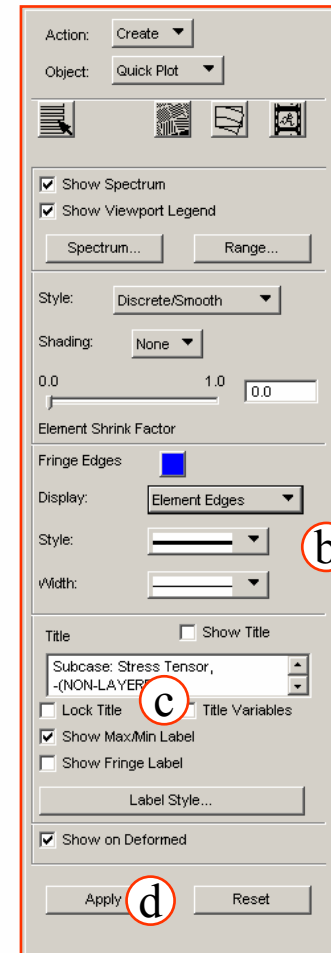 Action: Create
Object: Quick Plot
Show Spectrum
Show Viewport Legend
Spectrum... Range...
Style: Discrete/Smooth
Shading: None
0.0 1.0 0.0
Element Shrink Factor
Fringe Edges
Display: Element Edges
Style:
b
Width:
Title Show Title
Subcase: Stress Tensor,
-(NON-LAYER
c
Lock Title Title Variables
Show Max/Min Label
Show Fringe Label
Label Style...
Show on Deformed
Apply d Reset